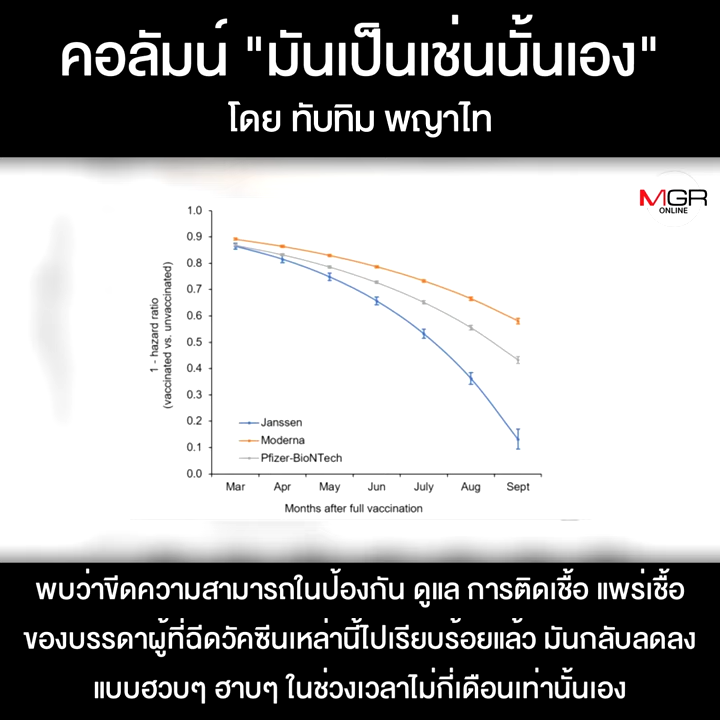 คอลัมน์ "มันเป็นเช่นนั้นเอง"
โดย ทับทิม พญาไท
MGR
ONLINE
1 - hazard ratio
(vaccinated vs. unvaccinated)
1.0
0.9
0.8
0.7
0.6
0.5
0.4
0.3
0.2
0.1
0.0
Janssen
Moderna
Pfizer-BioNTech
Mar Apr May Jun July Aug Sept
Months after full vaccination
พบว่าขีดความสามารถในป้องกัน ดูแล การติดเชื้อ แพร่เชื้อ
ของบรรดาผู้ที่ฉีดวัคซีนเหล่านี้ไปเรียบร้อยแล้ว มันกลับลดลง
แบบฮวบๆ ฮาบๆ ในช่วงเวลาไม่กี่เดือนเท่านั้นเอง